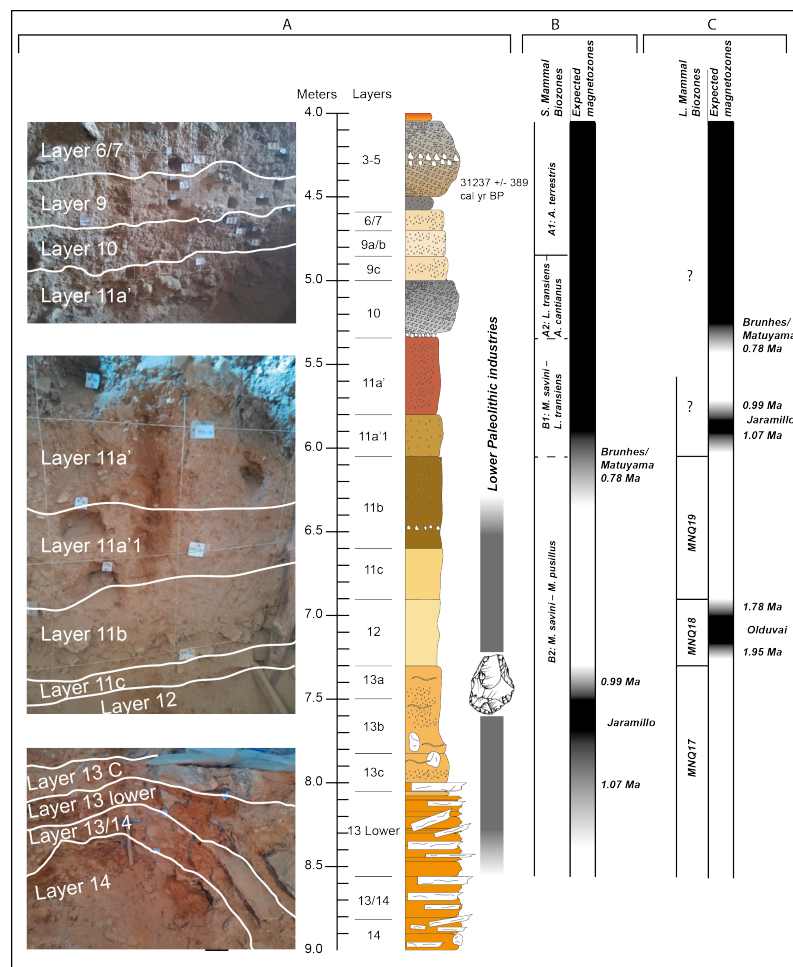 A
B
C
Meters
Layers
S. Mammal
Biozones
Expected
magnetozones
L. Mammal
Biozones
Expected
magnetozones
Layer 6/7
Layer 9
Layer 10
Layer 11a'
Layer 11a'
Layer 11a'1
Layer 11b
Layer 11c
Layer 12
Layer 13 C
Layer 13 lower
Layer 13/14
Layer 14
4.0
4.5
5.0
5.5
6.0
6.5
7.0
7.5
8.0
8.5
9.0
3-5
6/7
9a/b
9c
10
11a'
11a'1
11b
11c
12
13a
13b
13c
13 Lower
13/14
14
31237 +/- 389
cal yr BP
Lower Paleolithic industries
A1: A. terrestris
A2: L. transiens –
A. cantianus
B1: M. savini –
L. transiens
B2: M. savini – M. pusillus
Brunhes/
Matuyama
0.78 Ma
0.99 Ma
Jaramillo
1.07 Ma
?
?
MNQ19
MNQ18
MNQ17
Brunhes/
Matuyama
0.78 Ma
0.99 Ma
Jaramillo
1.07 Ma
1.78 Ma
Olduvai
1.95 Ma